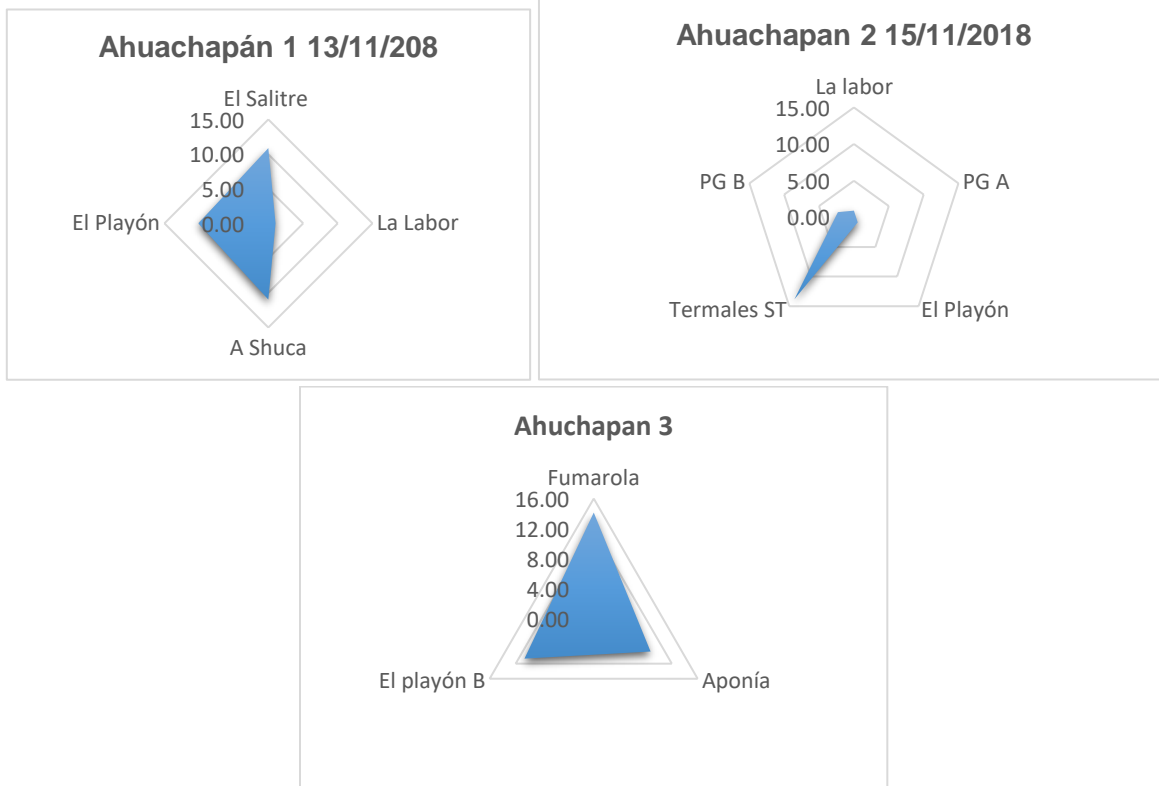 Ahuachapán 1 13/11/208
El Salitre
15.00
10.00
5.00
0.00
El Playón
La Labor
A Shuca
Ahuachapan 2 15/11/2018
La labor
15.00
10.00
5.00
0.00
PG B
PG A
Termales ST
El Playón
Ahuchapan 3
Fumarola
16.00
12.00
8.00
4.00
0.00
El playón B
Aponía